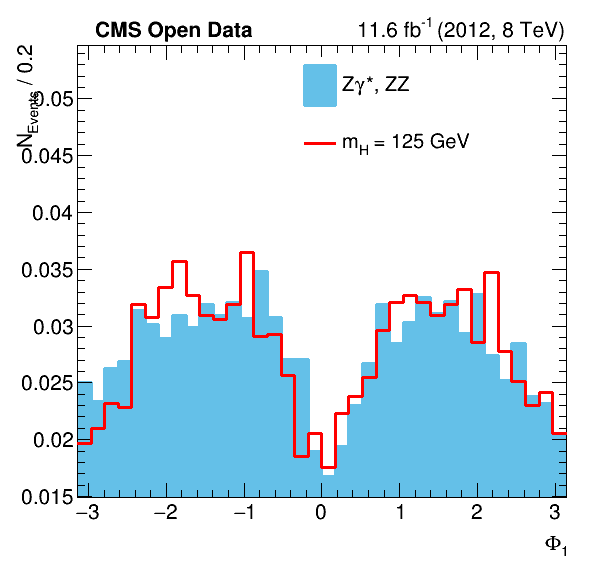 CMS Open Data 11.6 fb⁻¹ (2012, 8 TeV)
N_Events / 0.2
Zγ*, ZZ
m_H = 125 GeV
0.05
0.045
0.04
0.035
0.03
0.025
0.02
0.015
−3 −2 −1 0 1 2 3
Φ₁